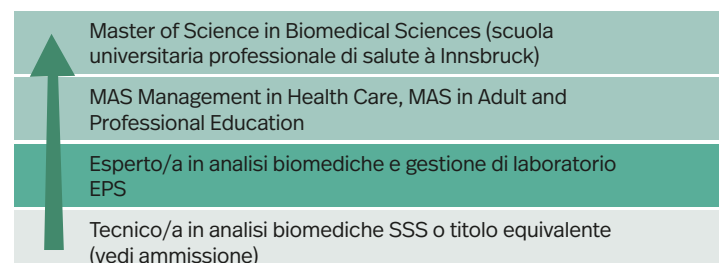 Master of Science in Biomedical Sciences (scuola
universitaria professionale di salute à Innsbruck)
MAS Management in Health Care, MAS in Adult and
Professional Education
Esperto/a in analisi biomediche e gestione di laboratorio
EPS
Tecnico/a in analisi biomediche SSS o titolo equivalente
(vedi ammissione)